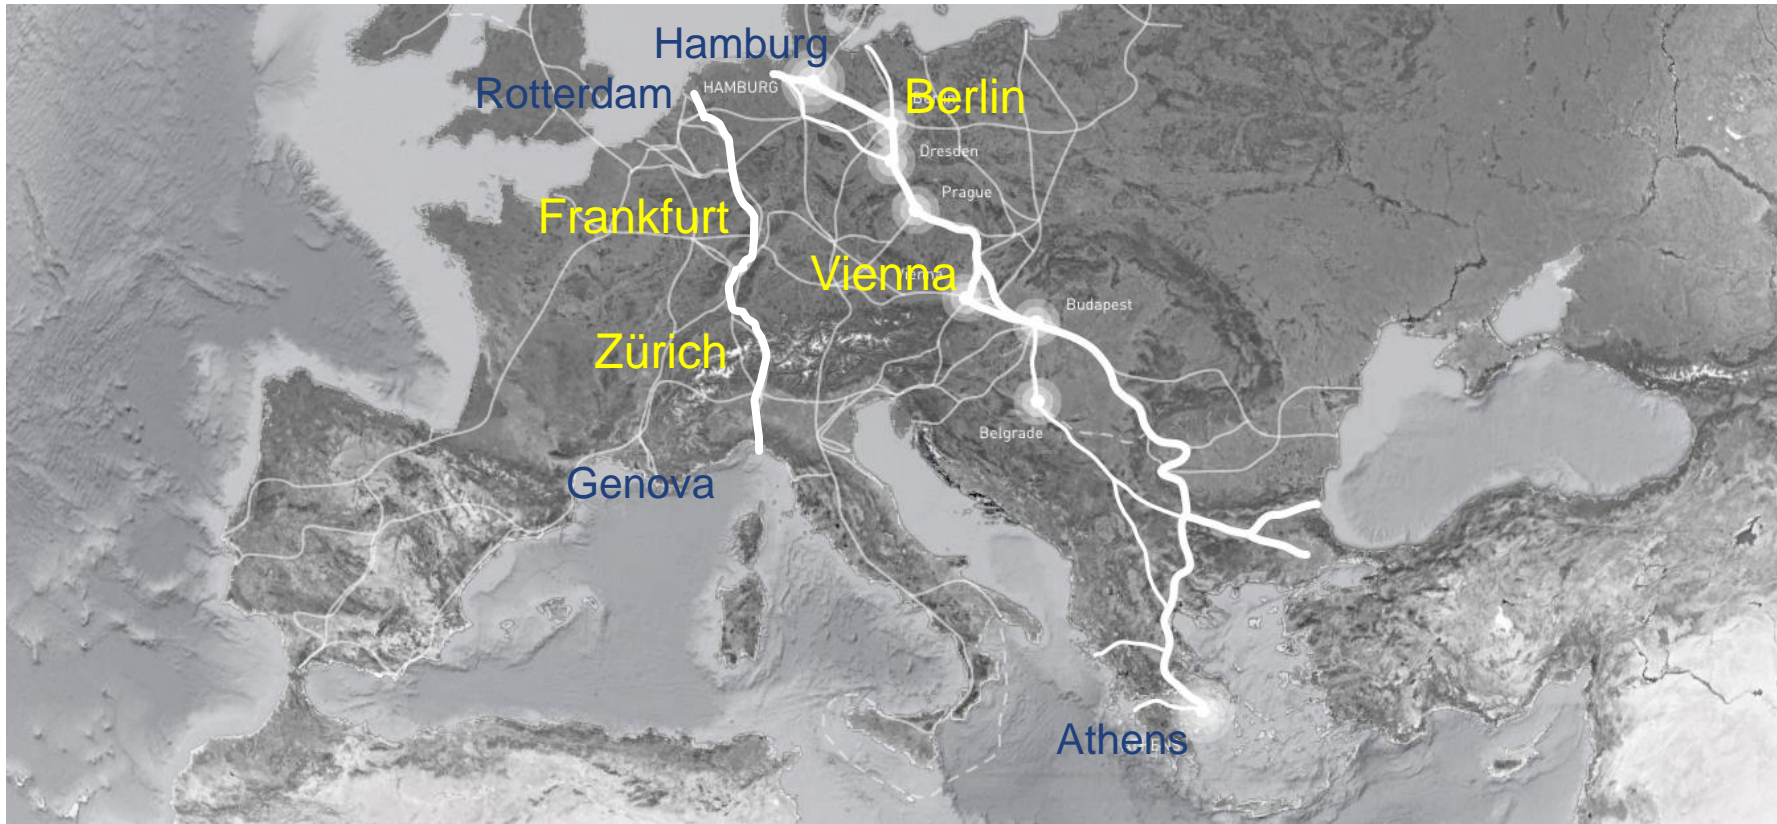 Hamburg
Rotterdam
HAMBURG
Berlin
Dresden
Prague
Frankfurt
Vienna
Budapest
Zürich
Belgrade
Genova
Athens